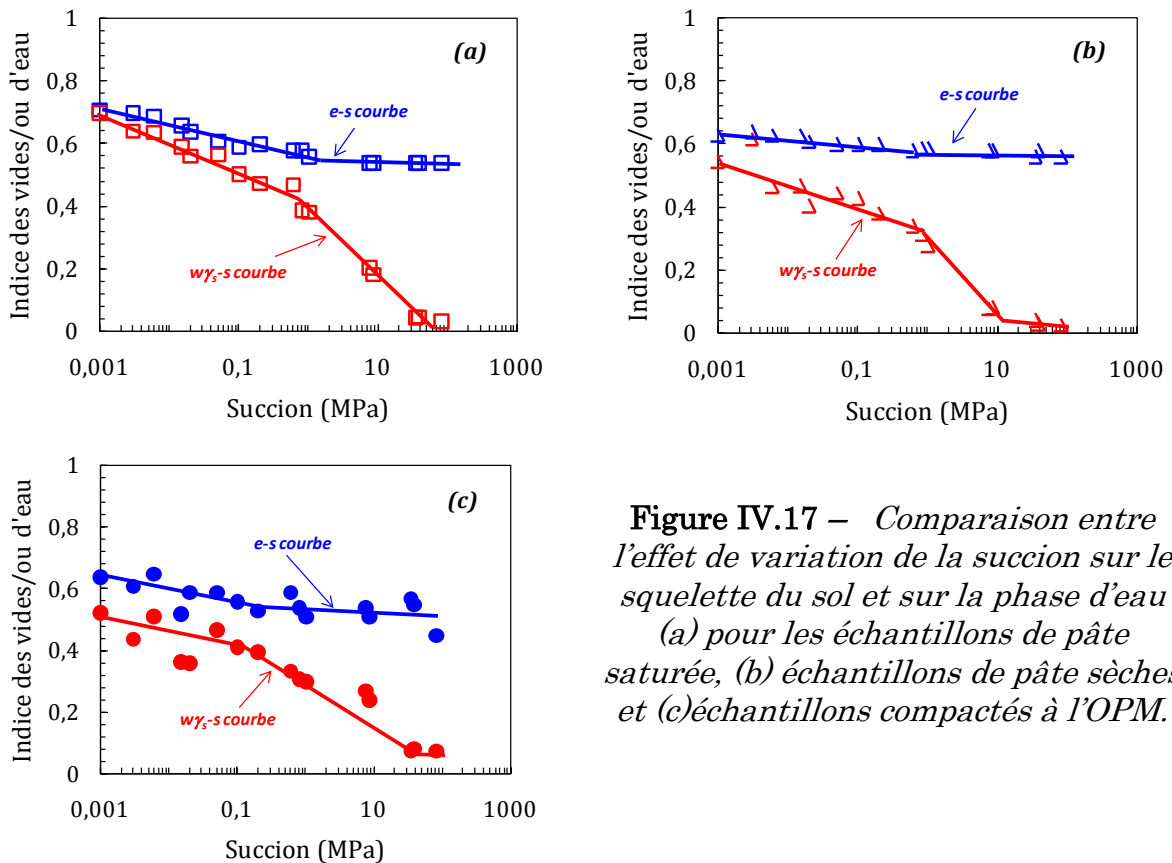 Indice des vides/ou d'eau
1
0,8
0,6
0,4
0,2
0
(a)
e-s courbe
wγs-s courbe
0,001
0,1
10
1000
Succion (MPa)
Indice des vides/ou d'eau
1
0,8
0,6
0,4
0,2
0
(b)
e-s courbe
wγs-s courbe
0,001
0,1
10
1000
Succion (MPa)
Indice des vides/ou d'eau
1
0,8
0,6
0,4
0,2
0
(c)
e-s courbe
wγs-s courbe
0,001
0,1
10
1000
Succion (MPa)
Figure IV.17 – Comparaison entre
l'effet de variation de la succion sur le
squelette du sol et sur la phase d'eau
(a) pour les échantillons de pâte
saturée, (b) échantillons de pâte sèches
et (c)échantillons compactés à l'OPM.